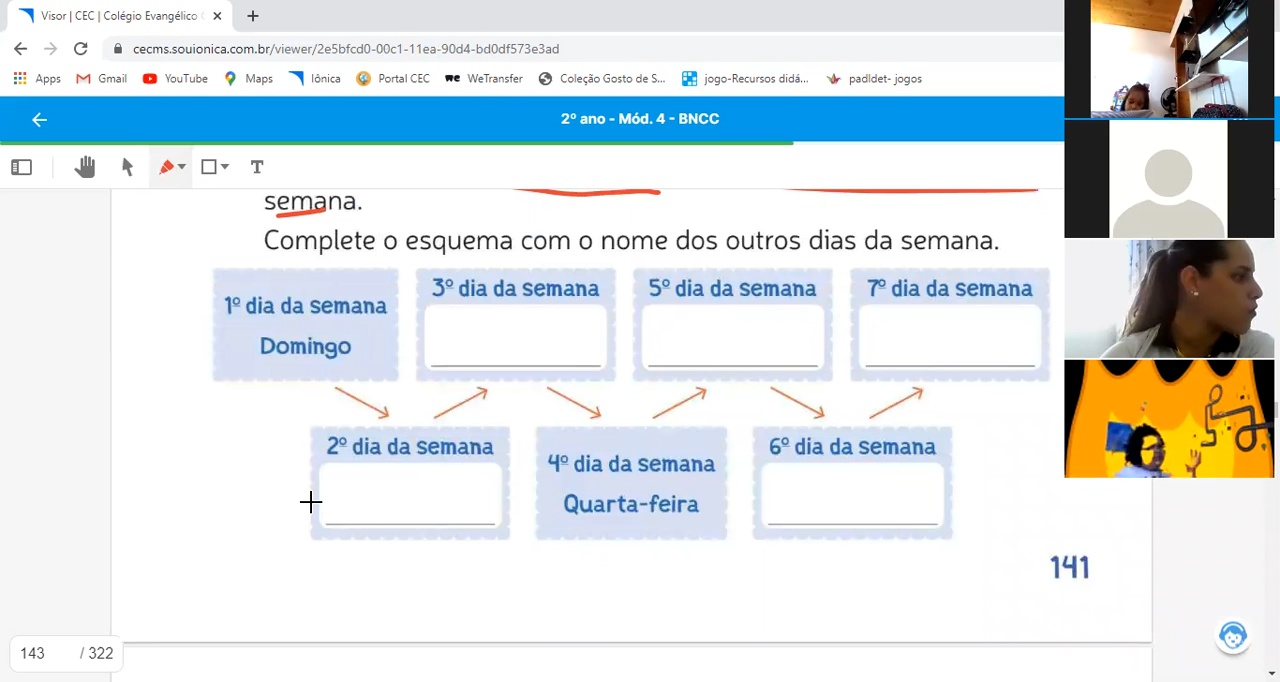 Visor | CEC | Colégio Evangélico
cecms.souionica.com.br/viewer/2e5bfcd0-00c1-11ea-90d4-bd0df573e3ad
Apps Gmail YouTube Maps Iônica Portal CEC WeTransfer Coleção Gosto de S... jogo-Recursos didá... padldet- jogos
2º ano - Mód. 4 - BNCC
T
semana.
Complete o esquema com o nome dos outros dias da semana.
1º dia da semana
Domingo
3º dia da semana
5º dia da semana
7º dia da semana
2º dia da semana
4º dia da semana
Quarta-feira
6º dia da semana
141
143 / 322